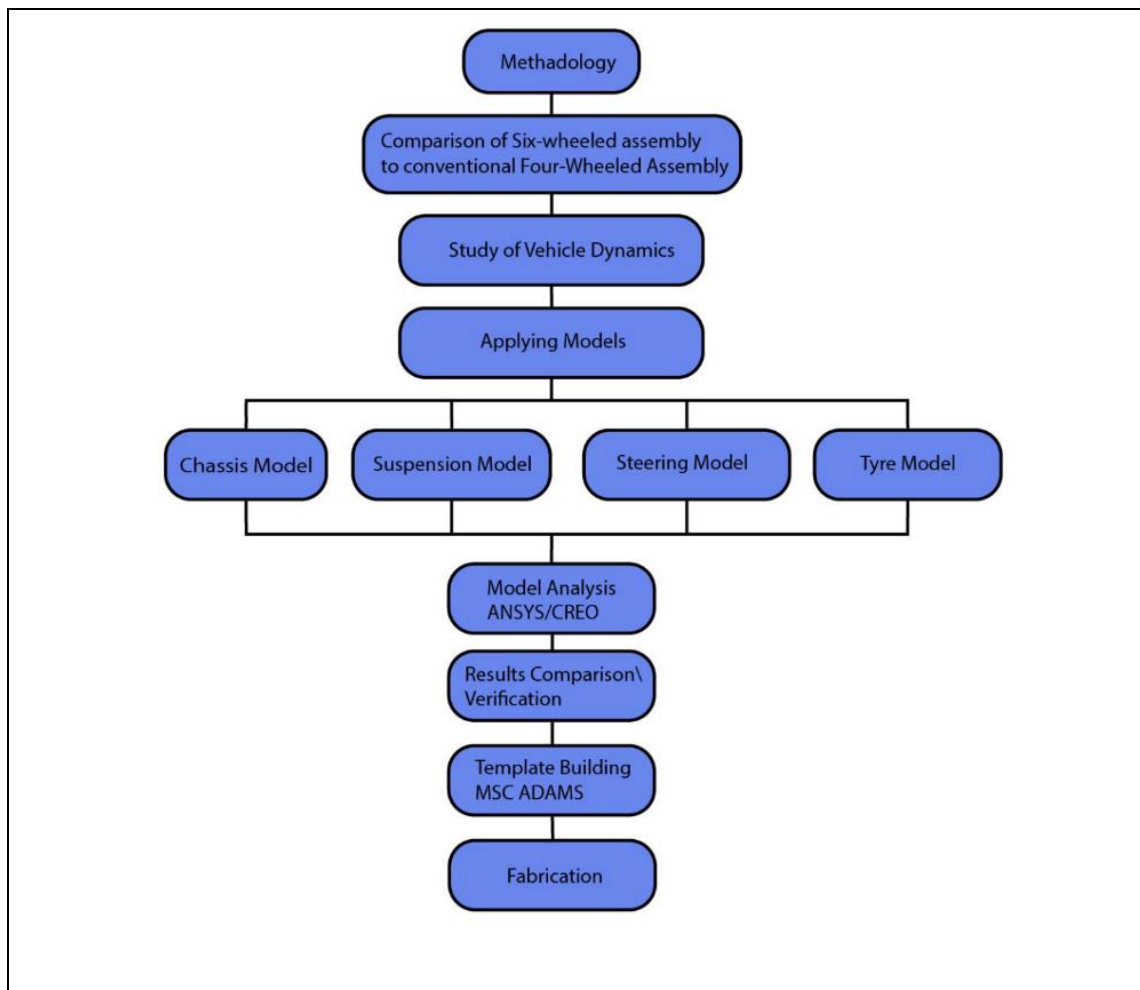 Methadology
Comparison of Six-wheeled assembly
to conventional Four-Wheeled Assembly
Study of Vehicle Dynamics
Applying Models
Chassis Model
Suspension Model
Steering Model
Tyre Model
Model Analysis
ANSYS/CREO
Results Comparison\
Verification
Template Building
MSC ADAMS
Fabrication